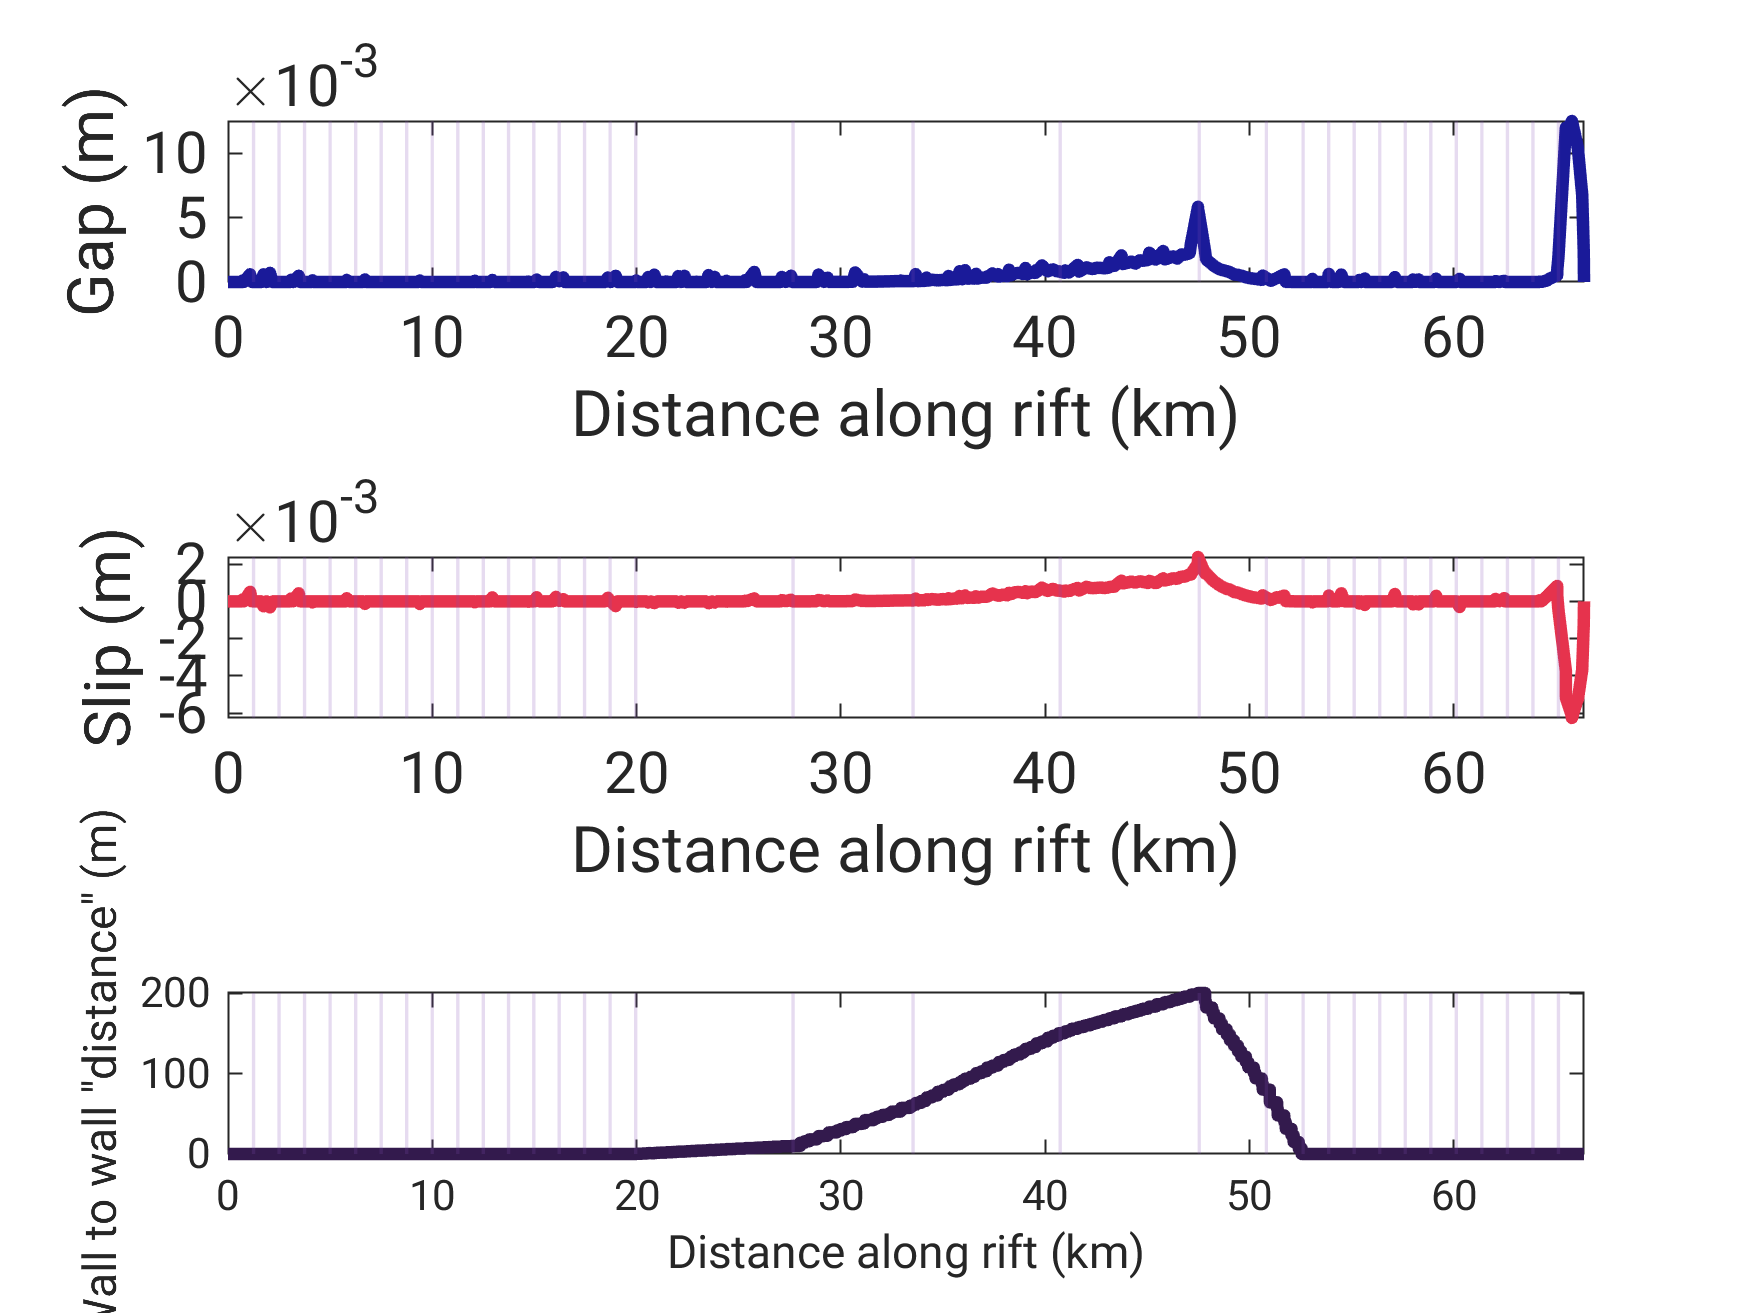 ×10-3
Gap (m)
10
5
0
0 10 20 30 40 50 60
Distance along rift (km)
×10-3
Slip (m)
2
0
-2
-4
-6
0 10 20 30 40 50 60
Distance along rift (km)
to wall "distance" (m)
200
100
0
0 10 20 30 40 50 60
Distance along rift (km)